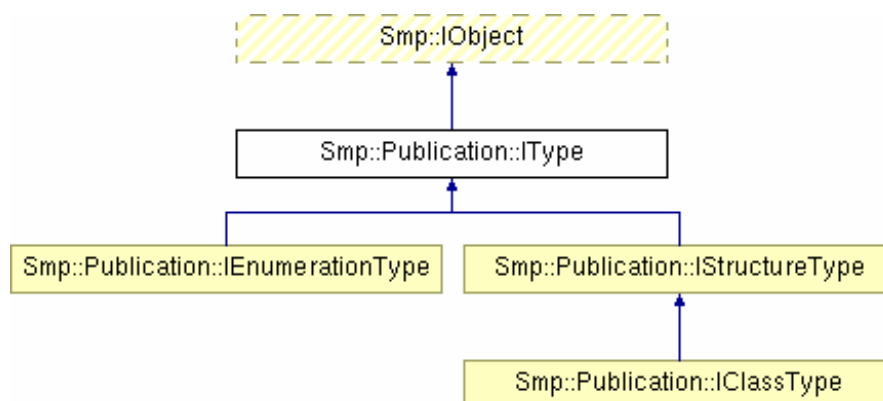 Smp::IObject
Smp::Publication::IType
Smp::Publication::IEnumerationType
Smp::Publication::IStructureType
Smp::Publication::IClassType